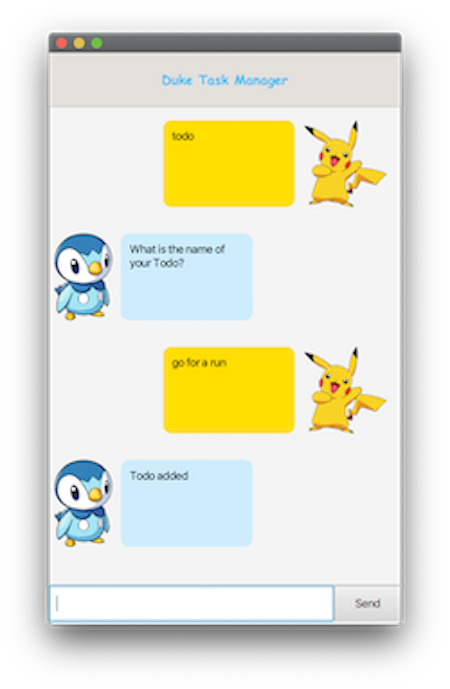 Duke Task Manager
todo
What is the name of
your Todo?
go for a run
Todo added
Send